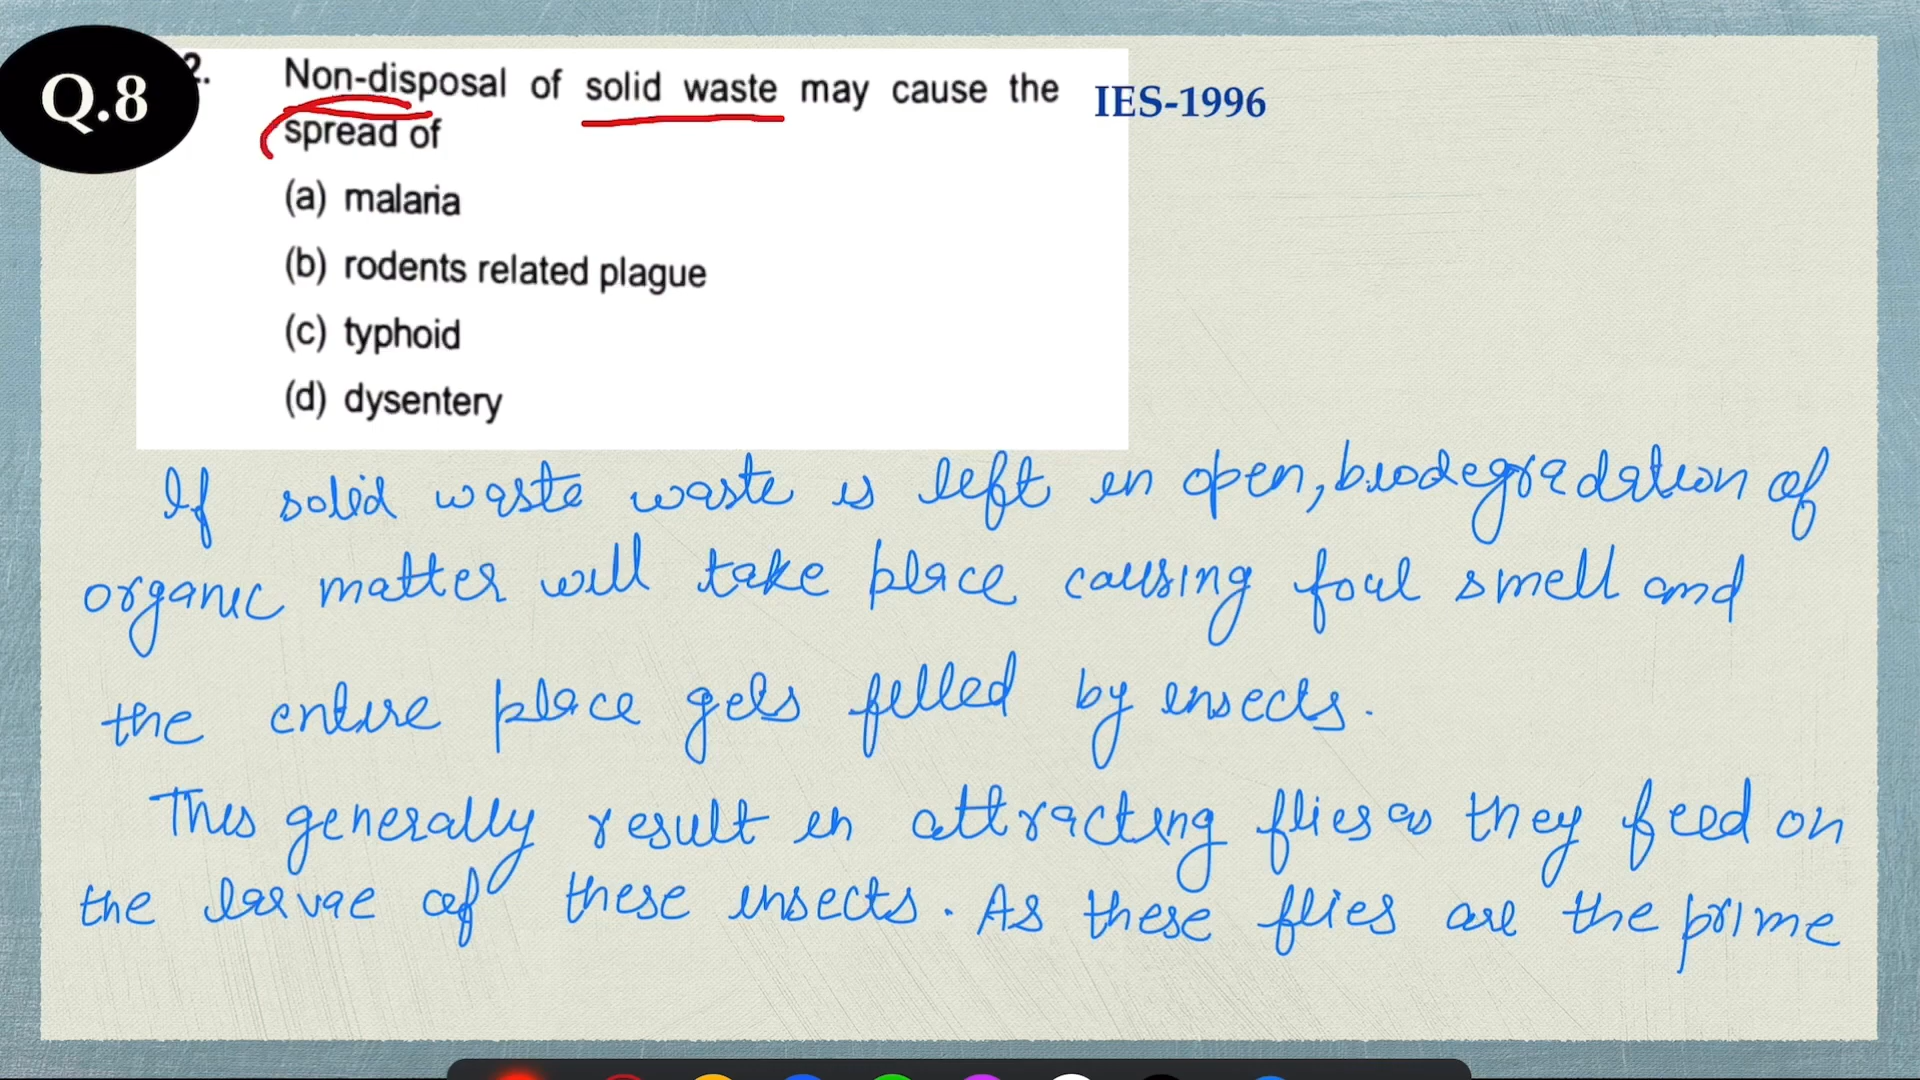 Q.8
2. Non-disposal of solid waste may cause the
IES-1996
spread of
(a) malaria
(b) rodents related plague
(c) typhoid
(d) dysentery
If solid waste waste is left in open, biodegradation of
organic matter will take place causing foul smell and
the entire place gets filled by insects.
This generally result in attracting flies as they feed on
the larvae of these insects. As these flies are the prime